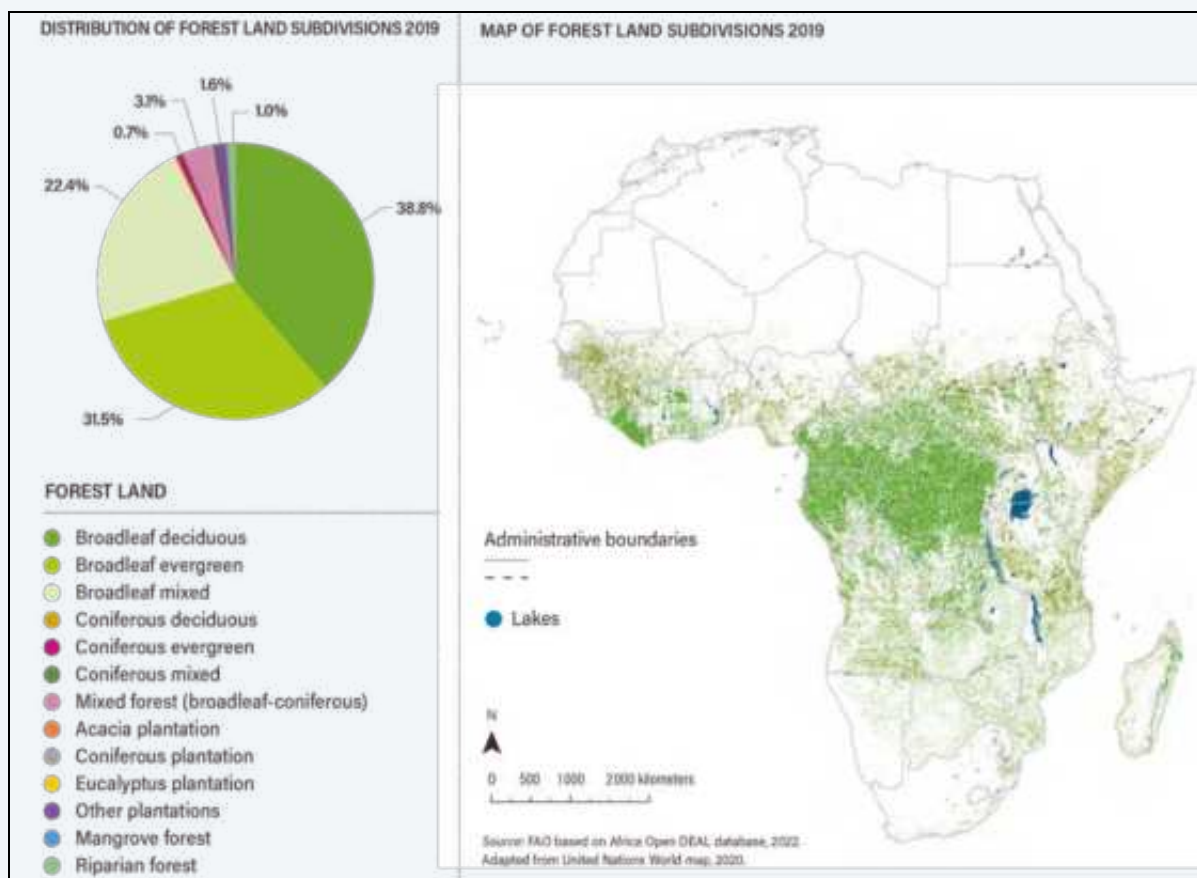 DISTRIBUTION OF FOREST LAND SUBDIVISIONS 2019
1.6%
3.1%
1.0%
0.7%
22.4%
38.8%
31.5%
FOREST LAND
Broadleaf deciduous
Broadleaf evergreen
Broadleaf mixed
Coniferous deciduous
Coniferous evergreen
Coniferous mixed
Mixed forest (broadleaf-coniferous)
Acacia plantation
Coniferous plantation
Eucalyptus plantation
Other plantations
Mangrove forest
Riparian forest
MAP OF FOREST LAND SUBDIVISIONS 2019
Administrative boundaries
Lakes
N
0 500 1000 2000 kilometers
Source: FAO based on Africa Open DEAL database, 2022.
Adapted from United Nations World map, 2020.